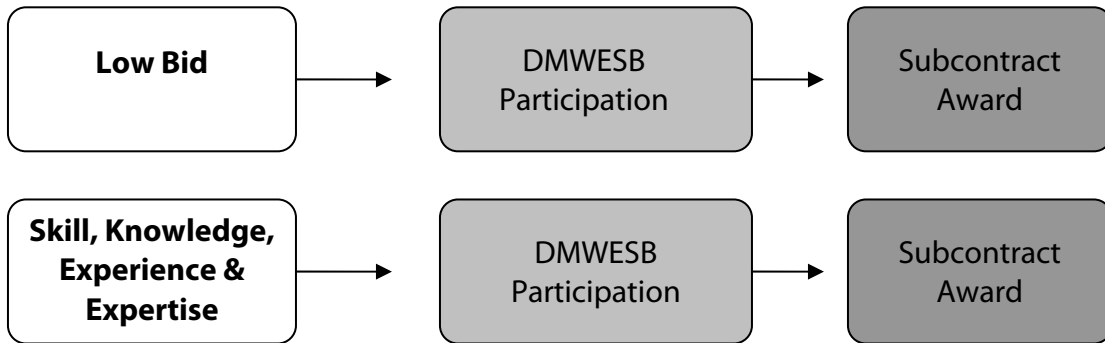 Low Bid
DMWESB
Participation
Subcontract
Award
Skill, Knowledge,
Experience &
Expertise
DMWESB
Participation
Subcontract
Award